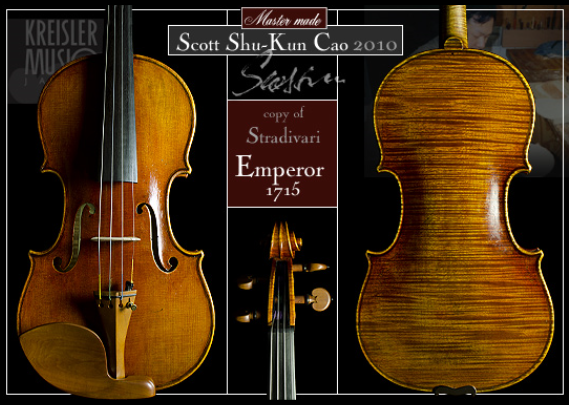 KREISLER
MUSIC
Master made
Scott Shu-Kun Cao 2010
copy of
Stradivari
Emperor
1715